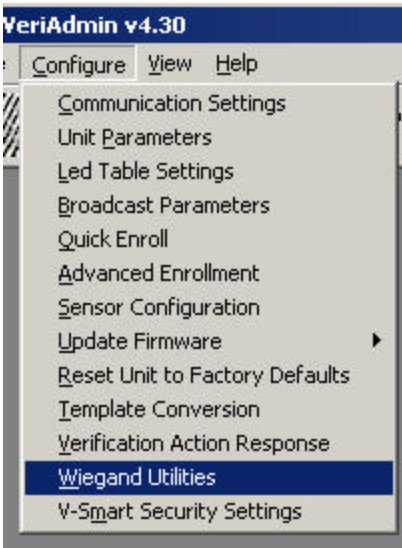 VeriAdmin v4.30
Configure View Help
Communication Settings
Unit Parameters
Led Table Settings
Broadcast Parameters
Quick Enroll
Advanced Enrollment
Sensor Configuration
Update Firmware
Reset Unit to Factory Defaults
Template Conversion
Verification Action Response
Wiegand Utilities
V-Smart Security Settings